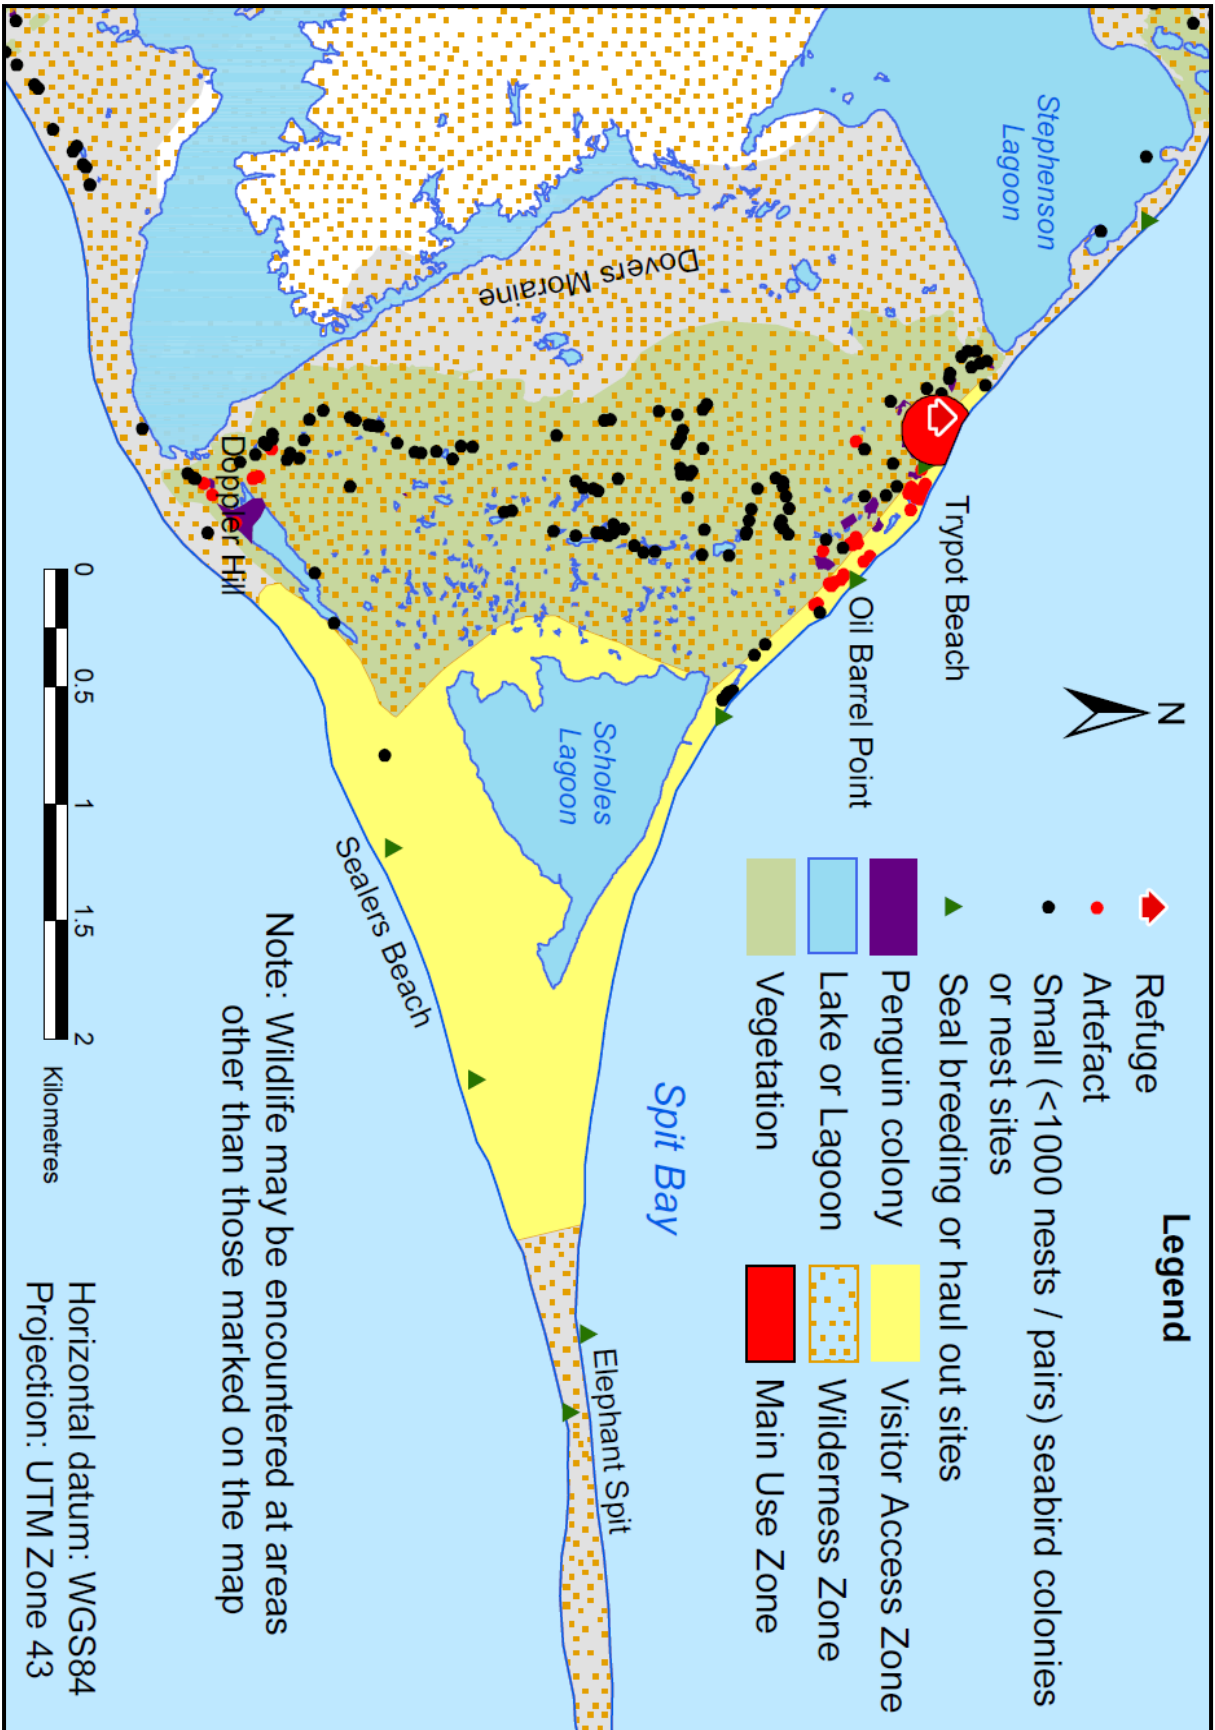 Stephenson
Lagoon
Dovers Moraine
Trypot Beach
Oil Barrel Point
Doppler Hill
Scholes
Lagoon
Sealers Beach
Spit Bay
Elephant Spit
N
Legend
Refuge
Artefact
Small (<1000 nests / pairs) seabird colonies
or nest sites
Seal breeding or haul out sites
Penguin colony
Lake or Lagoon
Vegetation
Visitor Access Zone
Wilderness Zone
Main Use Zone
0 0.5 1 1.5 2
Kilometres
Note: Wildlife may be encountered at areas
other than those marked on the map
Horizontal datum: WGS84
Projection: UTM Zone 43